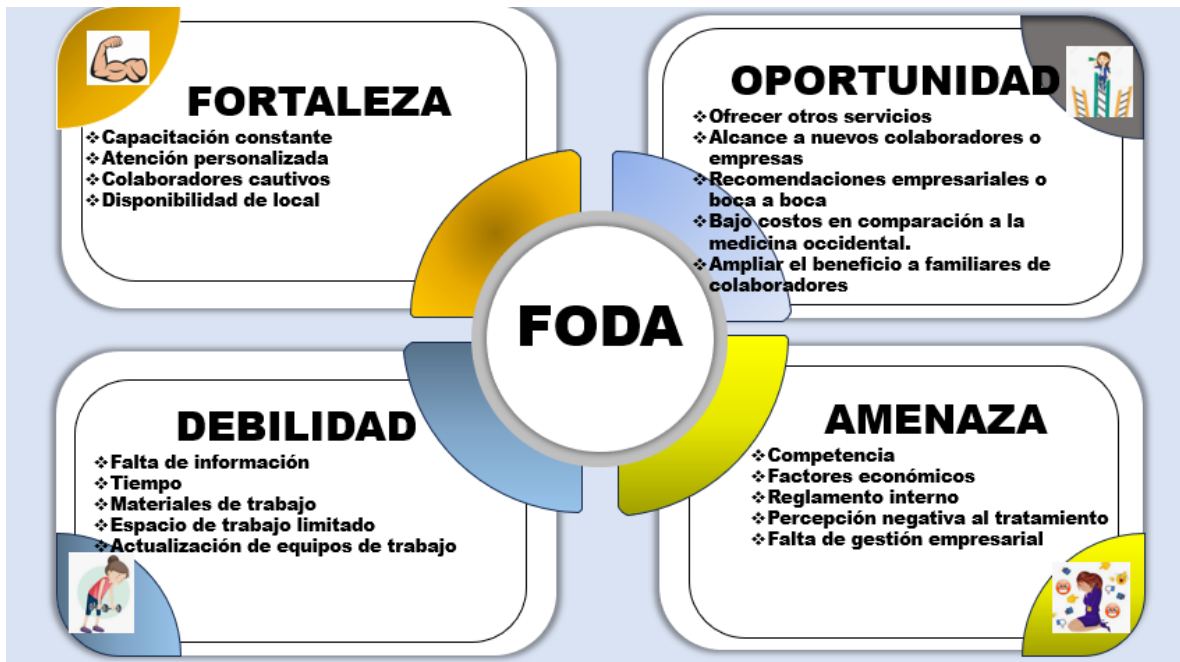 FORTALEZA
❖Capacitación constante
❖Atención personalizada
❖Colaboradores cautivos
❖Disponibilidad de local
OPORTUNIDAD
❖Ofrecer otros servicios
❖Alcance a nuevos colaboradores o
empresas
❖Recomendaciones empresariales o
boca a boca
❖Bajo costos en comparación a la
medicina occidental.
❖Ampliar el beneficio a familiares de
colaboradores
FODA
DEBILIDAD
❖Falta de información
❖Tiempo
❖Materiales de trabajo
❖Espacio de trabajo limitado
❖Actualización de equipos de trabajo
AMENAZA
❖Competencia
❖Factores económicos
❖Reglamento interno
❖Percepción negativa al tratamiento
❖Falta de gestión empresarial